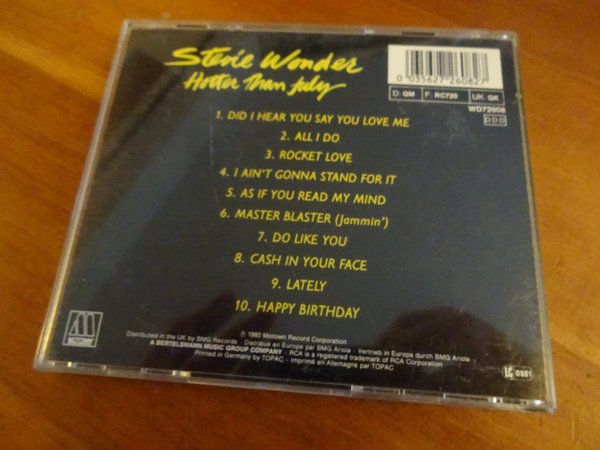 Stevie Wonder
Hotter Than July
0 035627 260827
D: GM F: RC720 UK: GK
WD72608
DDD
1. DID I HEAR YOU SAY YOU LOVE ME
2. ALL I DO
3. ROCKET LOVE
4. I AIN'T GONNA STAND FOR IT
5. AS IF YOU READ MY MIND
6. MASTER BLASTER (Jammin')
7. DO LIKE YOU
8. CASH IN YOUR FACE
9. LATELY
10. HAPPY BIRTHDAY
M
MOTOWN
℗ 1980 Motown Record Corporation
Distributed in the UK by BMG Records · Distribué en Europe par BMG Ariola · Vertrieb in Europa durch BMG Ariola ·
A BERTELSMANN MUSIC GROUP COMPANY · RCA is a registered trademark of RCA Corporation
Printed in Germany by TOPAC · Imprimé en Allemagne par TOPAC
LC 0881